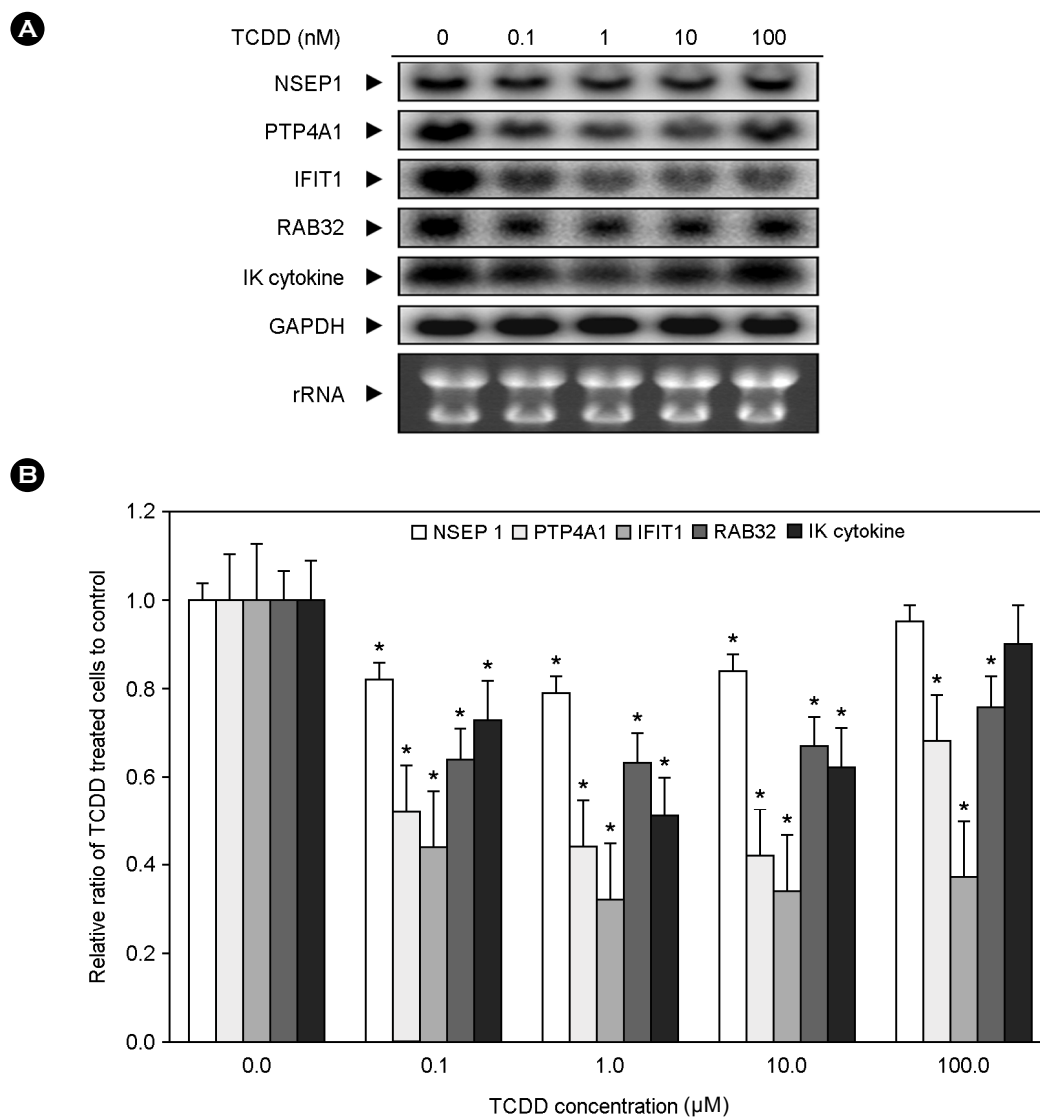 A
TCDD (nM) 0 0.1 1 10 100
NSEP1
PTP4A1
IFIT1
RAB32
IK cytokine
GAPDH
rRNA
B
1.2
1.0
0.8
0.6
0.4
0.2
0.0
Relative ratio of TCDD treated cells to control
NSEP 1 PTP4A1 IFIT1 RAB32 IK cytokine
* * * * *
* * * * *
* * * * *
* * *
0.0 0.1 1.0 10.0 100.0
TCDD concentration (µM)